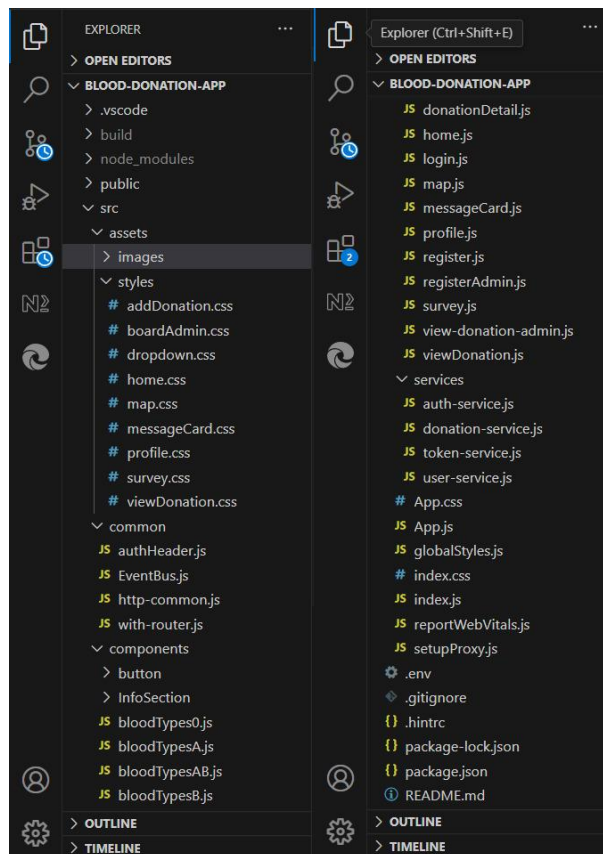 EXPLORER
OPEN EDITORS
BLOOD-DONATION-APP
.vscode
build
node_modules
public
src
assets
images
styles
# addDonation.css
# boardAdmin.css
# dropdown.css
# home.css
# map.css
# messageCard.css
# profile.css
# survey.css
# viewDonation.css
common
JS authHeader.js
JS EventBus.js
JS http-common.js
JS with-router.js
components
button
InfoSection
JS bloodTypes0.js
JS bloodTypesA.js
JS bloodTypesAB.js
JS bloodTypesB.js
OUTLINE
TIMELINE
Explorer (Ctrl+Shift+E)
OPEN EDITORS
BLOOD-DONATION-APP
JS donationDetail.js
JS home.js
JS login.js
JS map.js
JS messageCard.js
JS profile.js
JS register.js
JS registerAdmin.js
JS survey.js
JS view-donation-admin.js
JS viewDonation.js
services
JS auth-service.js
JS donation-service.js
JS token-service.js
JS user-service.js
# App.css
JS App.js
JS globalStyles.js
# index.css
JS index.js
JS reportWebVitals.js
JS setupProxy.js
.env
.gitignore
{} .hintrc
{} package-lock.json
{} package.json
README.md
2
OUTLINE
TIMELINE